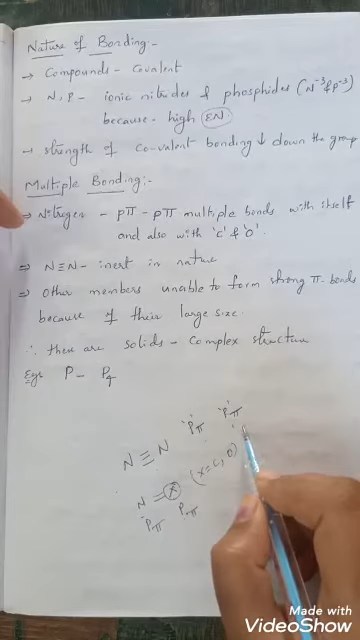 Nature of Bonding:-
→ Compounds - Covalent
→ N, P - ionic nitrides & phosphides (N⁻³ & P⁻³)
because - high EN
→ strength of co-valent bonding ↓ down the group
Multiple Bonding:-
→ Nitrogen - pπ - pπ multiple bonds with itself
and also with 'C' & 'O'.
⇒ N≡N - inert in nature
⇒ Other members unable to form strong π-bonds
because of their large size.
∴ these are solids - complex structure
Eg:- P - P₄
N ≡ N 'P'π 'P'π
N ≡ X (X=C, O)
Pπ Pπ
Made with
VideoShow